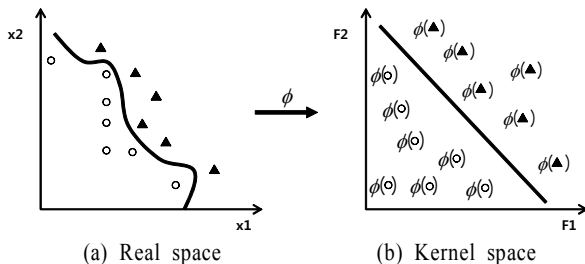 x2
x1
ϕ
F2
ϕ(▲)
ϕ(▲)
ϕ(▲)
ϕ(○)
ϕ(▲)
ϕ(○)
ϕ(▲)
ϕ(○)
ϕ(○)
ϕ(▲)
ϕ(○) ϕ(○) ϕ(○)
F1
(a) Real space
(b) Kernel space